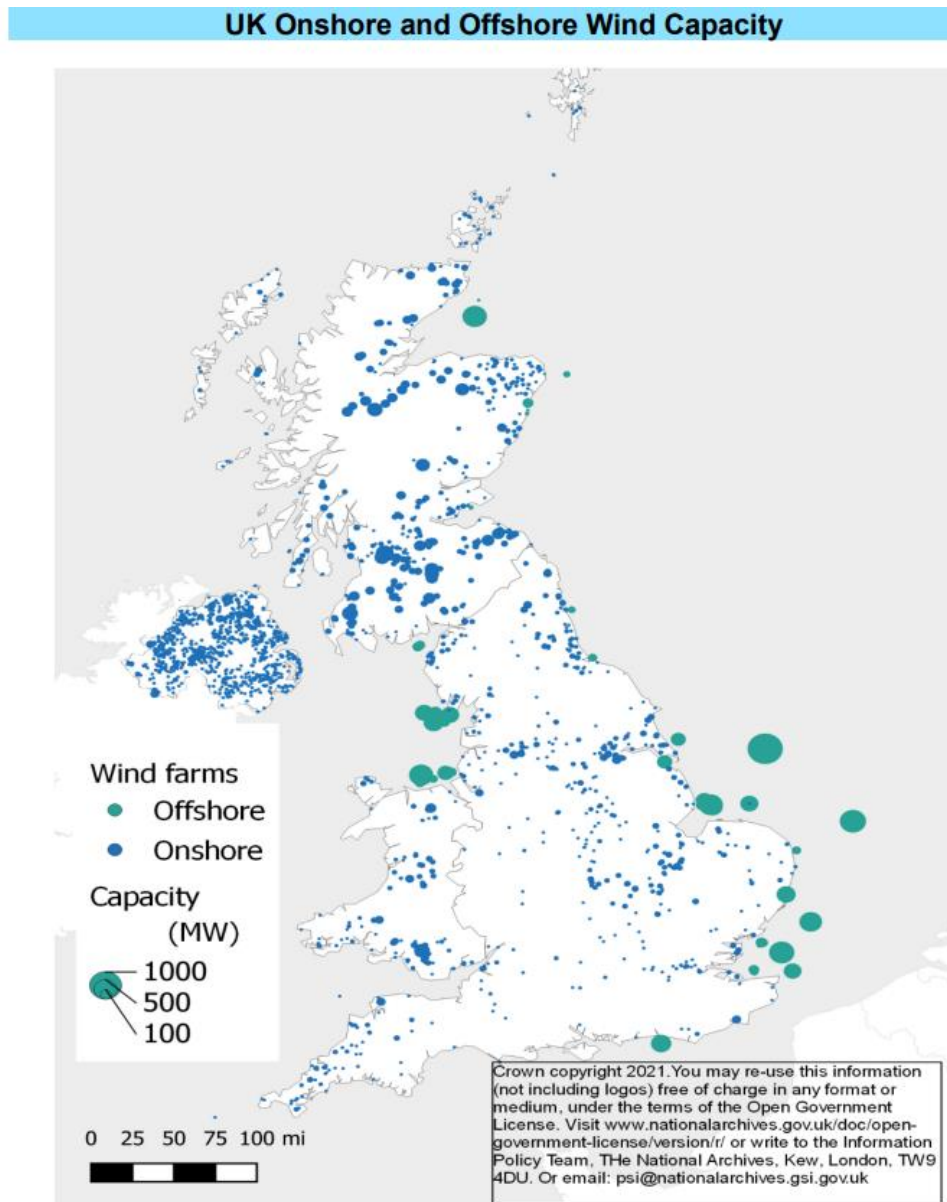 UK Onshore and Offshore Wind Capacity
Wind farms
Offshore
Onshore
Capacity
(MW)
1000
500
100
0 25 50 75 100 mi
Crown copyright 2021.You may re-use this information
(not including logos) free of charge in any format or
medium, under the terms of the Open Government
License. Visit www.nationalarchives.gov.uk/doc/open-
government-license/version/r/ or write to the Information
Policy Team, THe National Archives, Kew, London, TW9
4DU. Or email: psi@nationalarchives.gsi.gov.uk